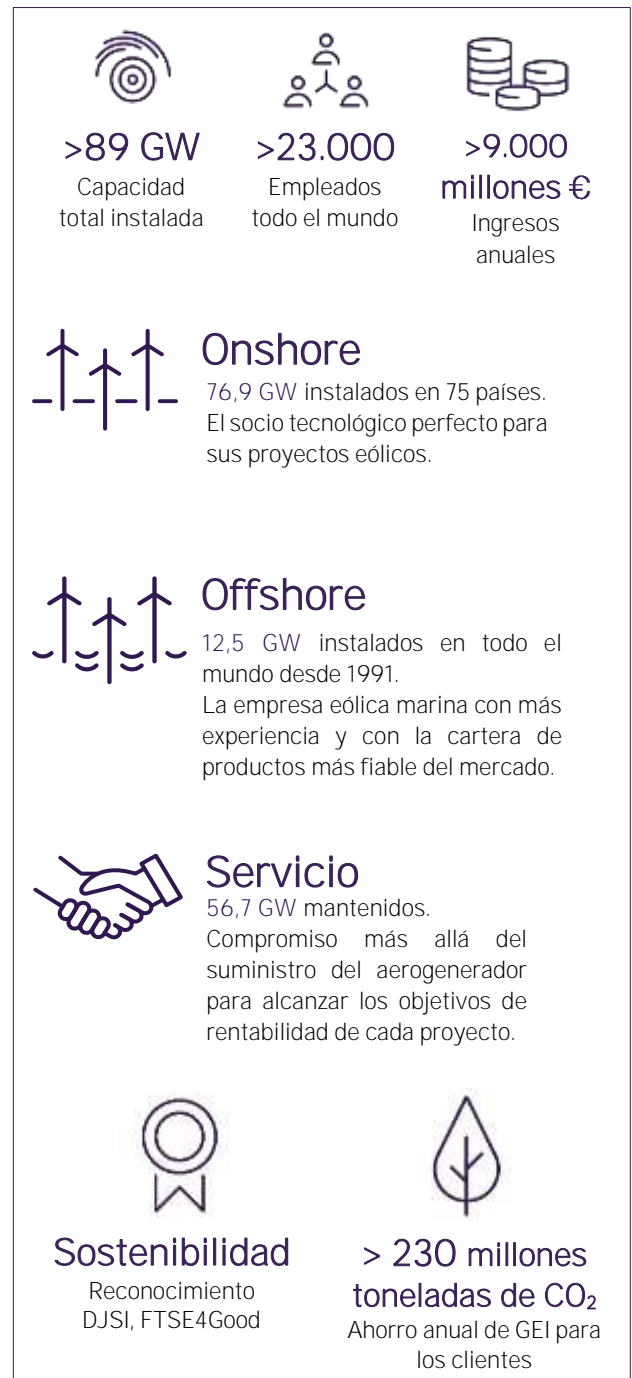 >89 GW
Capacidad
total instalada
>23.000
Empleados
todo el mundo
>9.000
millones €
Ingresos
anuales
Onshore
76,9 GW instalados en 75 países.
El socio tecnológico perfecto para
sus proyectos eólicos.
Offshore
12,5 GW instalados en todo el
mundo desde 1991.
La empresa eólica marina con más
experiencia y con la cartera de
productos más fiable del mercado.
Servicio
56,7 GW mantenidos.
Compromiso más allá del
suministro del aerogenerador
para alcanzar los objetivos de
rentabilidad de cada proyecto.
Sostenibilidad
Reconocimiento
DJSI, FTSE4Good
> 230 millones
toneladas de CO₂
Ahorro anual de GEI para
los clientes